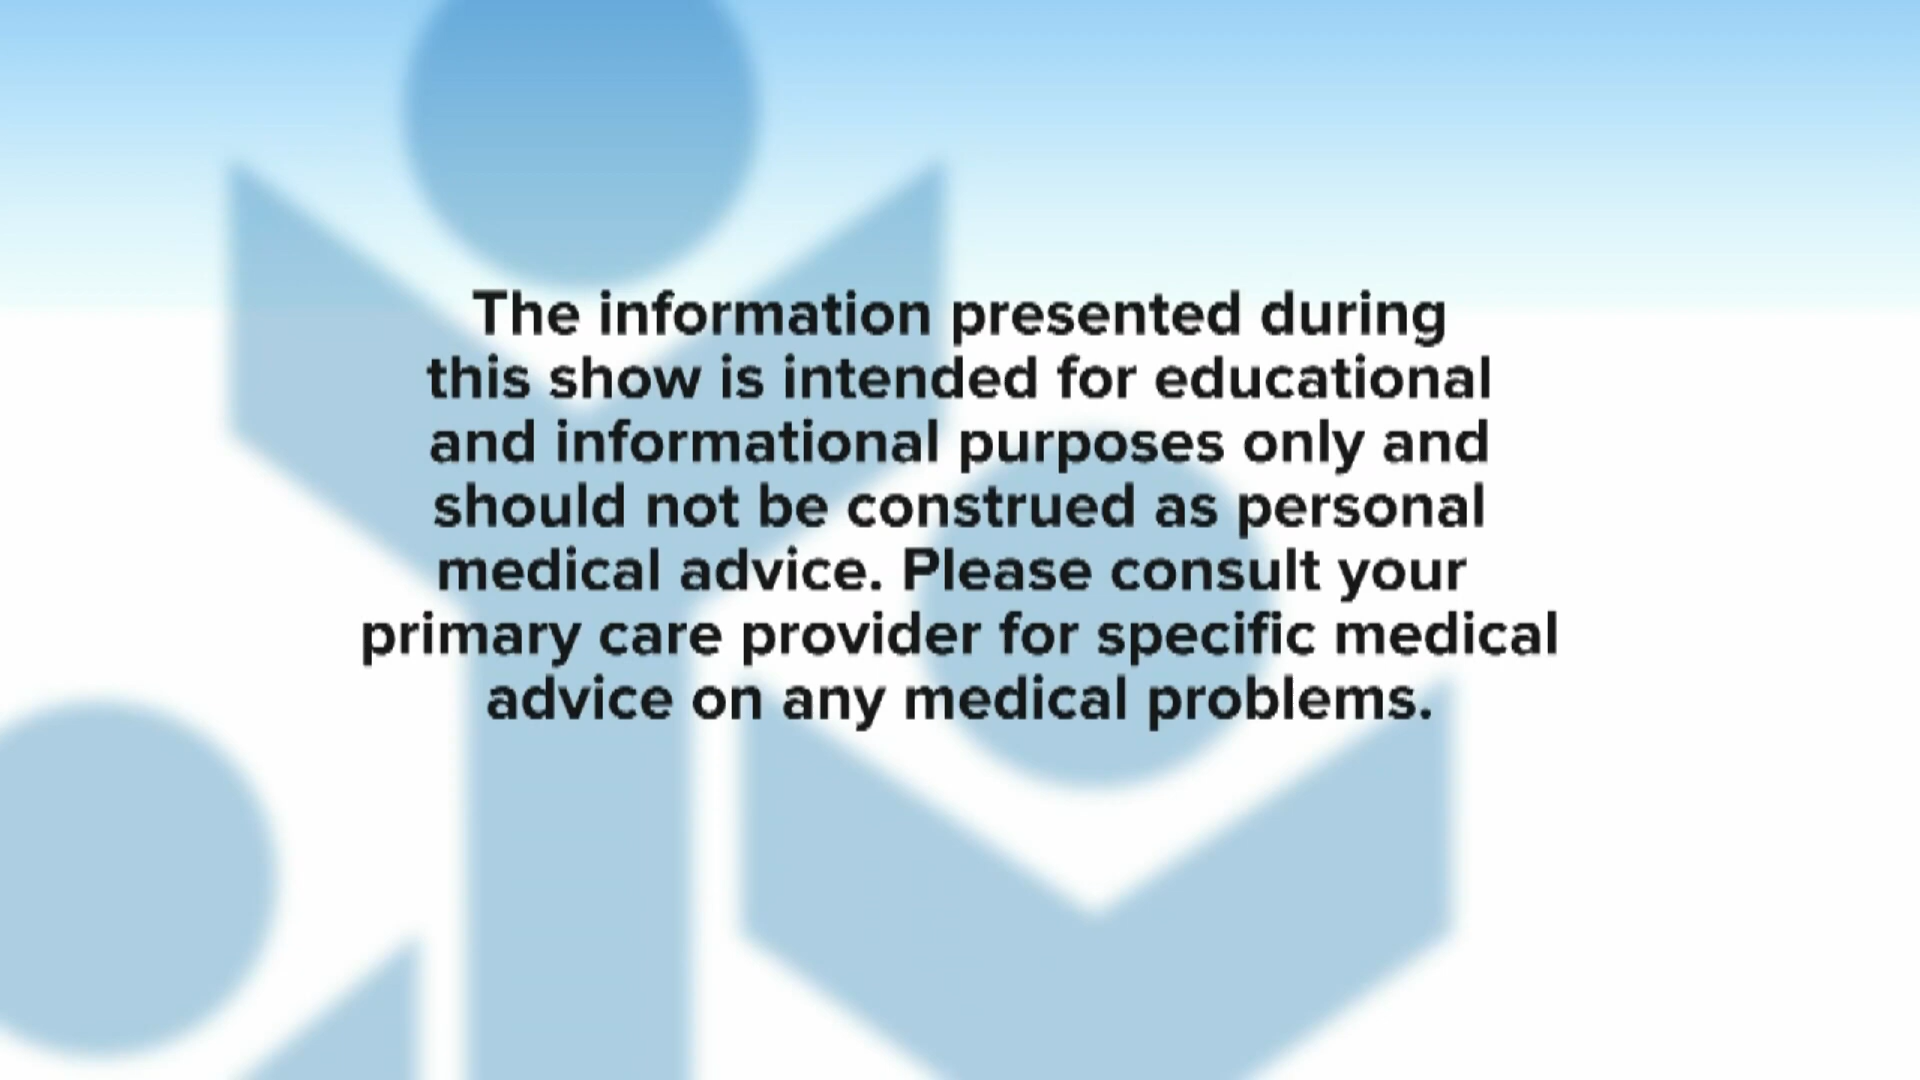 The information presented during
this show is intended for educational
and informational purposes only and
should not be construed as personal
medical advice. Please consult your
primary care provider for specific medical
advice on any medical problems.